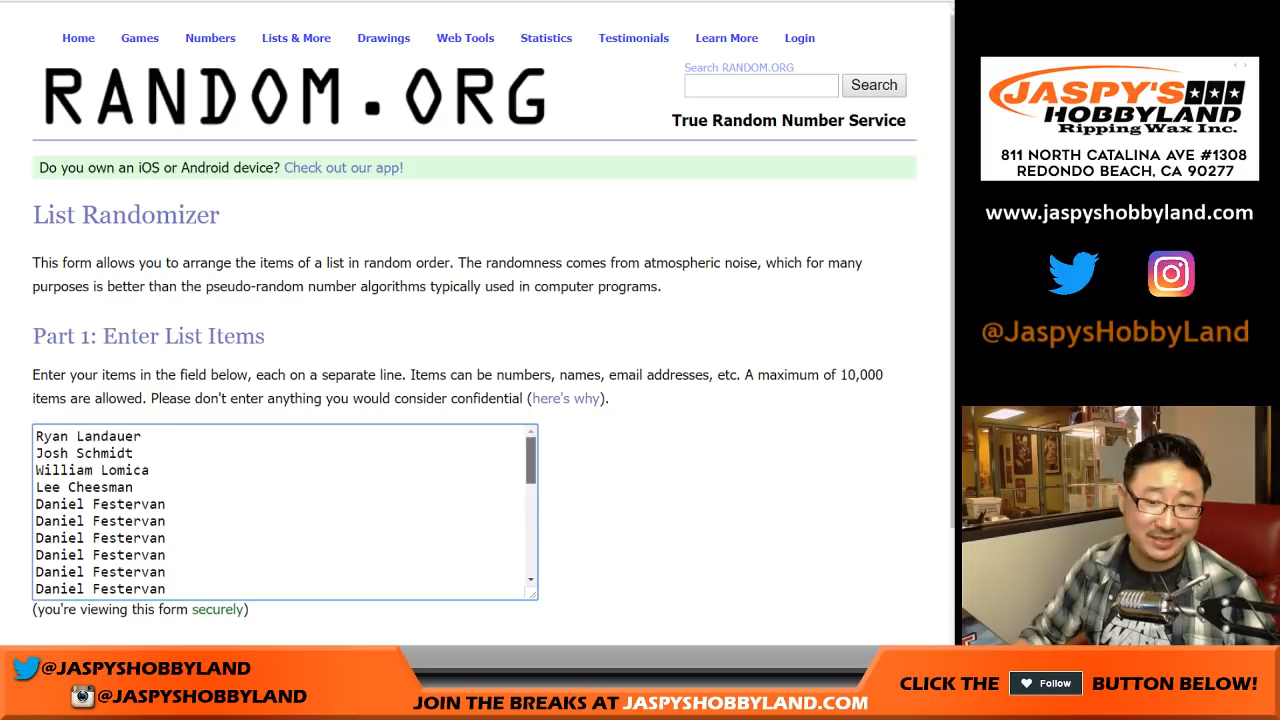 Home Games Numbers Lists & More Drawings Web Tools Statistics Testimonials Learn More Login
RANDOM.ORG
Search RANDOM.ORG
Search
True Random Number Service
Do you own an iOS or Android device? Check out our app!
List Randomizer
This form allows you to arrange the items of a list in random order. The randomness comes from atmospheric noise, which for many
purposes is better than the pseudo-random number algorithms typically used in computer programs.
Part 1: Enter List Items
Enter your items in the field below, each on a separate line. Items can be numbers, names, email addresses, etc. A maximum of 10,000
items are allowed. Please don't enter anything you would consider confidential (here's why).
Ryan Landauer
Josh Schmidt
William Lomica
Lee Cheesman
Daniel Festervan
Daniel Festervan
Daniel Festervan
Daniel Festervan
Daniel Festervan
Daniel Festervan
(you're viewing this form securely)
JASPY'S
HOBBYLAND
Ripping Wax Inc.
811 NORTH CATALINA AVE #1308
REDONDO BEACH, CA 90277
www.jaspyshobbyland.com
@JaspysHobbyLand
@JASPYSHOBBYLAND
@JASPYSHOBBYLAND
JOIN THE BREAKS AT JASPYSHOBBYLAND.COM
CLICK THE Follow BUTTON BELOW!